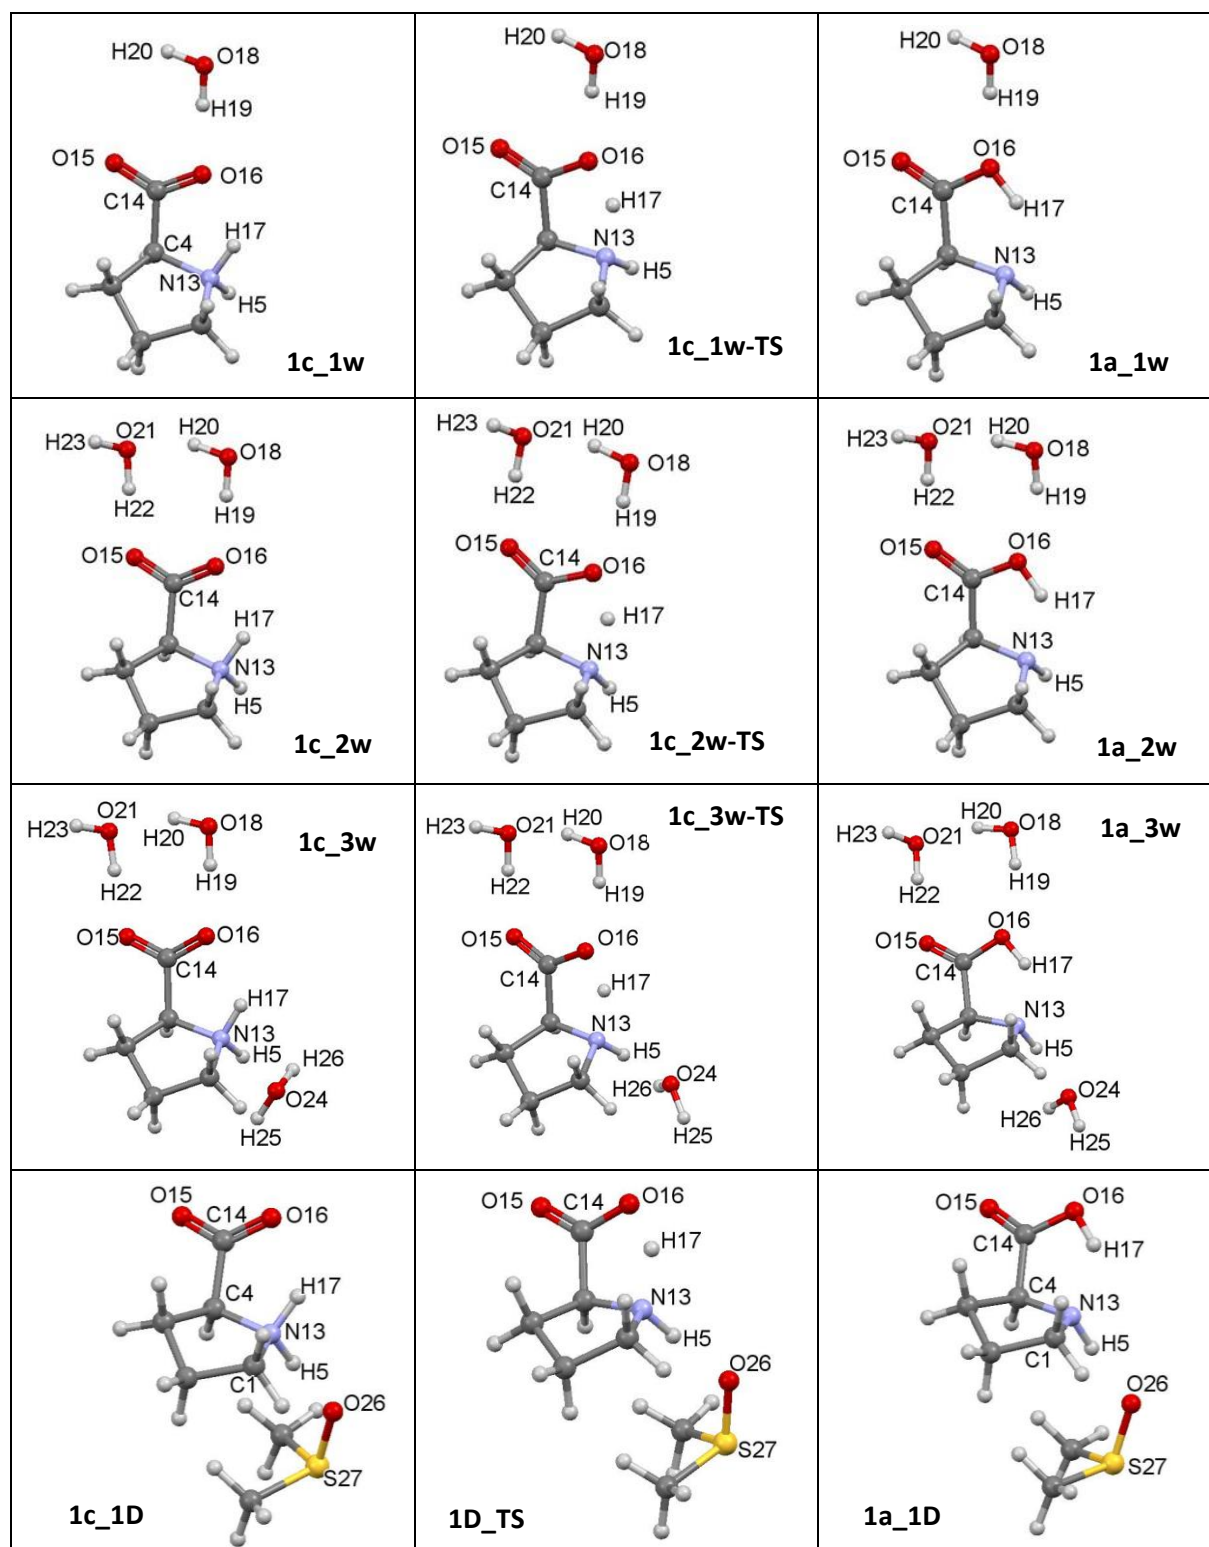 H20
O18
H19
O15
O16
C14
H17
C4
N13
H5
1c_1w
H20
O18
H19
O15
O16
C14
H17
N13
H5
1c_1w-TS
H20
O18
H19
O15
O16
C14
H17
N13
H5
1a_1w
H20
H23
O21
O18
H22
H19
O15
O16
C14
H17
N13
H5
1c_2w
H23
H20
O21
O18
H22
H19
O15
C14
O16
H17
N13
H5
1c_2w-TS
H20
H23
O21
O18
H22
H19
O15
O16
C14
H17
N13
H5
1a_2w
O21
1c_3w
H23
O18
H20
H22
H19
O15
O16
C14
H17
N13
H5
H26
O24
H25
1c_3w-TS
H20
H23
O21
O18
H22
H19
O15
O16
C14
H17
N13
H5
O24
H26
H25
H20
1a_3w
H23
O21
O18
H22
H19
O16
O15
C14
H17
N13
H5
O24
H26
H25
O15
C14
O16
H17
C4
N13
H5
C1
O26
S27
1c_1D
O15
C14
O16
H17
N13
H5
O26
S27
1D_TS
O15
O16
C14
H17
C4
N13
H5
C1
O26
S27
1a_1D